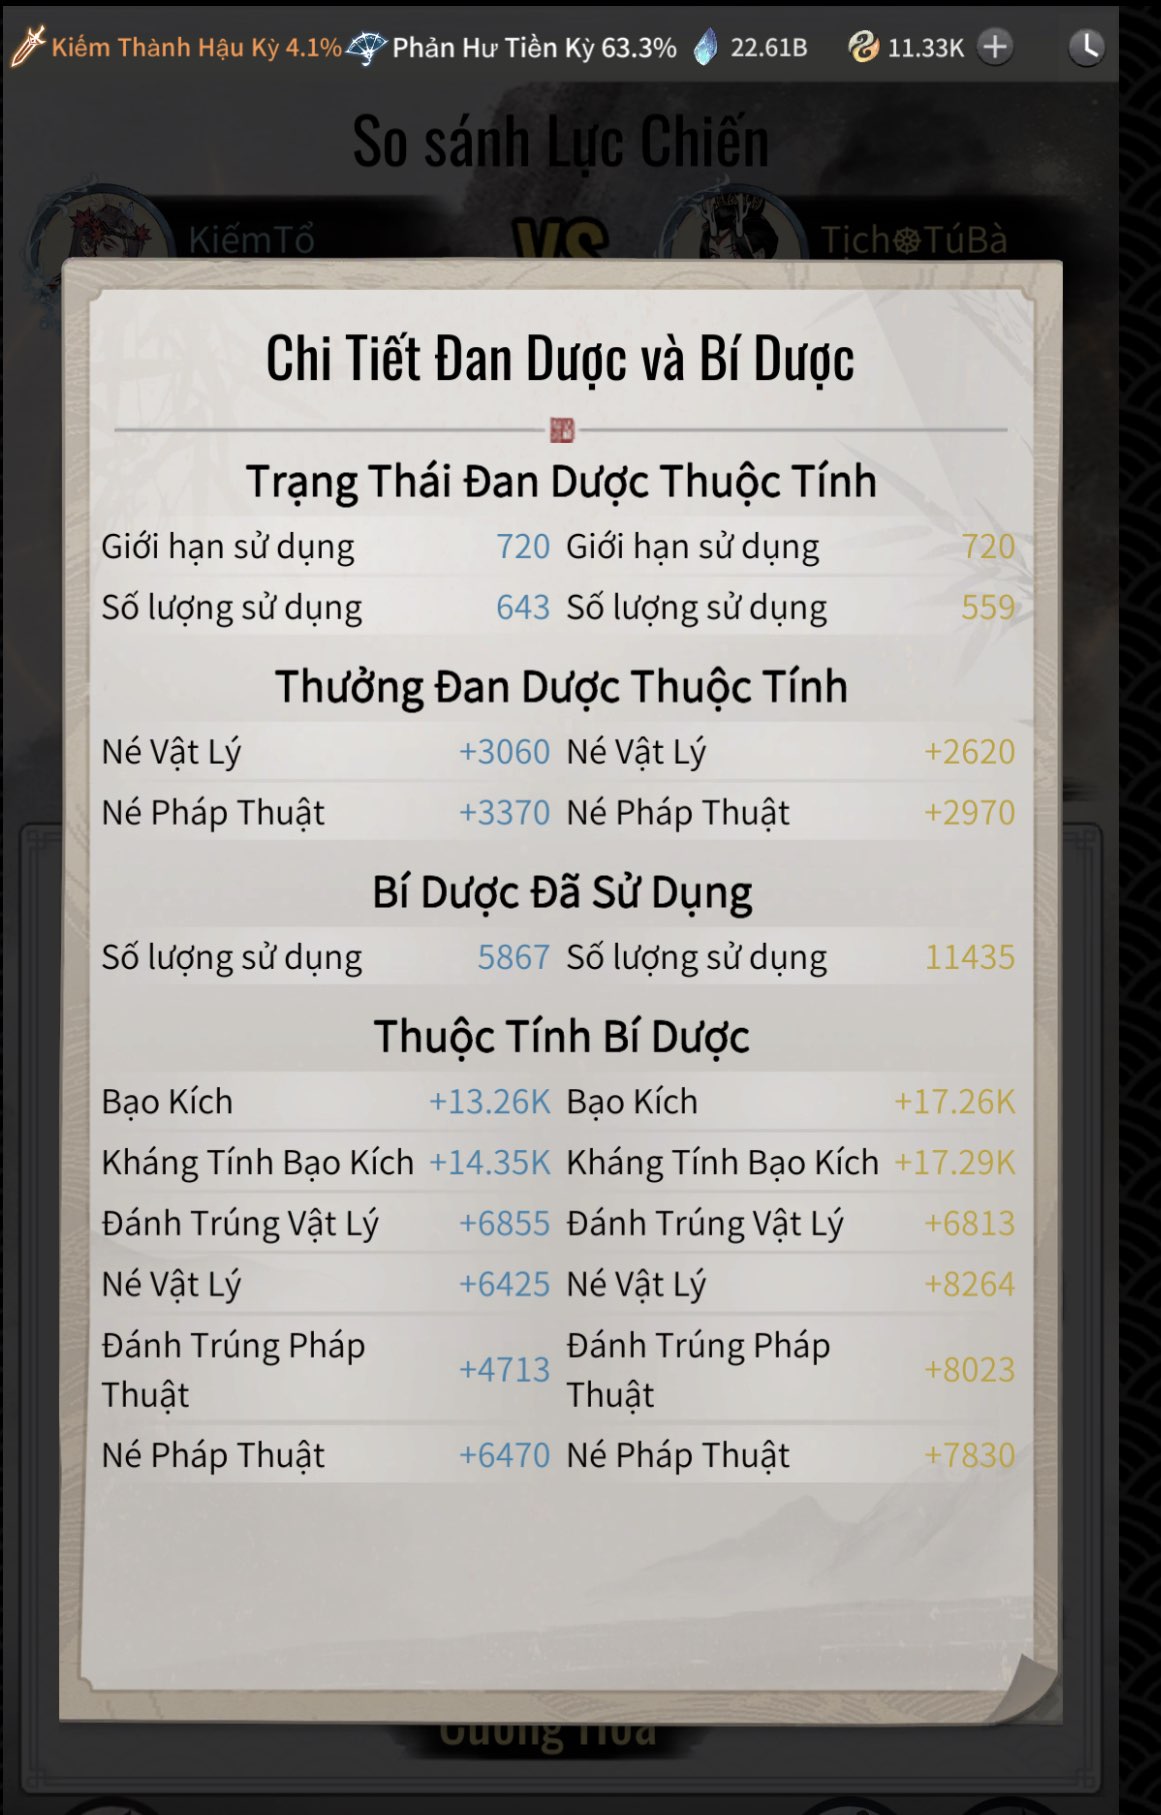 Kiếm Thành Hậu Kỳ 4.1% Phản Hư Tiền Kỳ 63.3% 22.61B 11.33K
So sánh Lực Chiến
KiếmTổ VS Tịch☸TúBà
Chi Tiết Đan Dược và Bí Dược
Trạng Thái Đan Dược Thuộc Tính
Giới hạn sử dụng 720 Giới hạn sử dụng 720
Số lượng sử dụng 643 Số lượng sử dụng 559
Thưởng Đan Dược Thuộc Tính
Né Vật Lý +3060 Né Vật Lý +2620
Né Pháp Thuật +3370 Né Pháp Thuật +2970
Bí Dược Đã Sử Dụng
Số lượng sử dụng 5867 Số lượng sử dụng 11435
Thuộc Tính Bí Dược
Bạo Kích +13.26K Bạo Kích +17.26K
Kháng Tính Bạo Kích +14.35K Kháng Tính Bạo Kích +17.29K
Đánh Trúng Vật Lý +6855 Đánh Trúng Vật Lý +6813
Né Vật Lý +6425 Né Vật Lý +8264
Đánh Trúng Pháp Thuật +4713 Đánh Trúng Pháp Thuật +8023
Né Pháp Thuật +6470 Né Pháp Thuật +7830